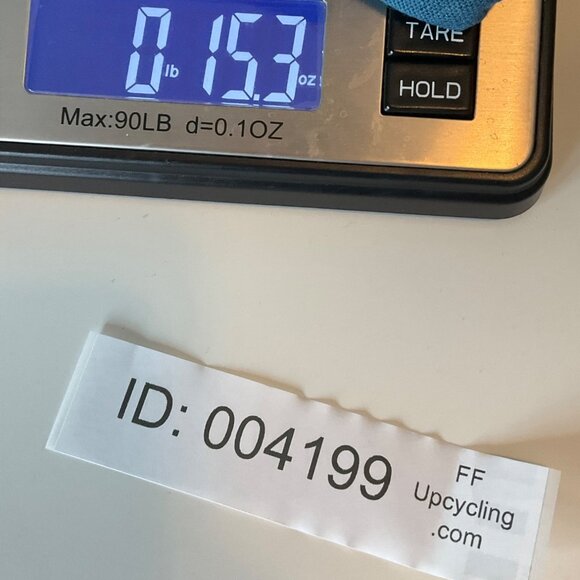 0 lb 15.3 oz
TARE
HOLD
Max:90LB d=0.1OZ
ID: 004199
FF
Upcycling
.com